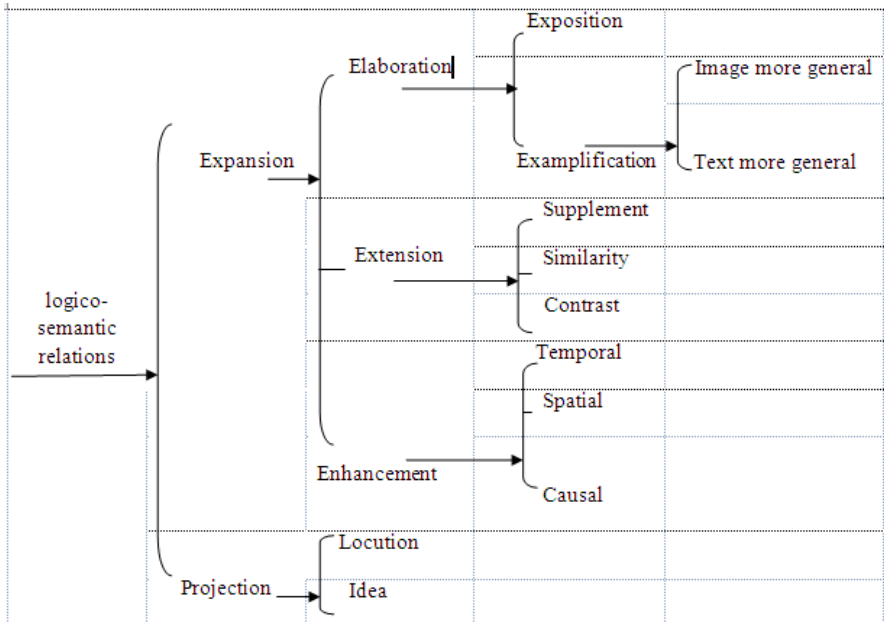 Exposition
Elaboration
Image more general
Expansion
Examplification
Text more general
Supplement
Extension
Similarity
logico-
semantic
relations
Contrast
Temporal
Spatial
Enhancement
Causal
Locution
Projection
Idea